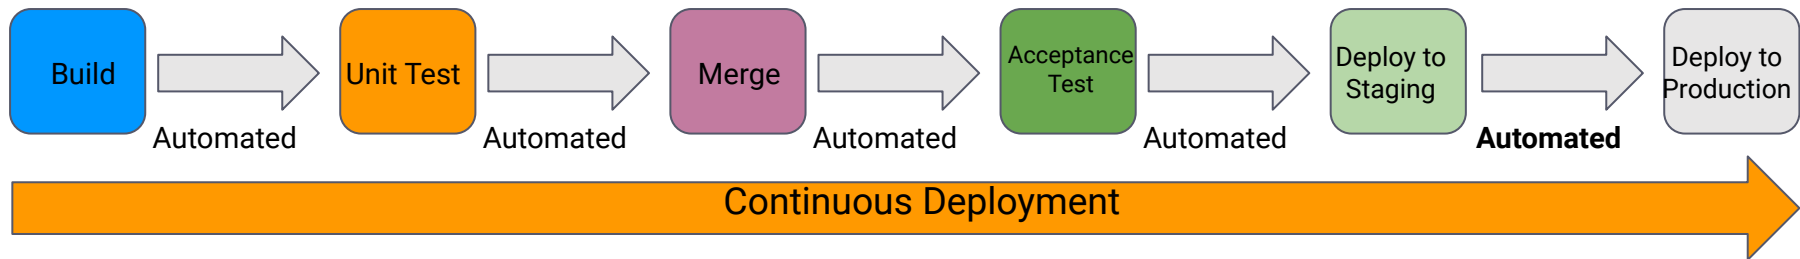 Build
Unit Test
Merge
Acceptance
Test
Deploy to
Staging
Deploy to
Production
Automated
Automated
Automated
Automated
Automated
Continuous Deployment